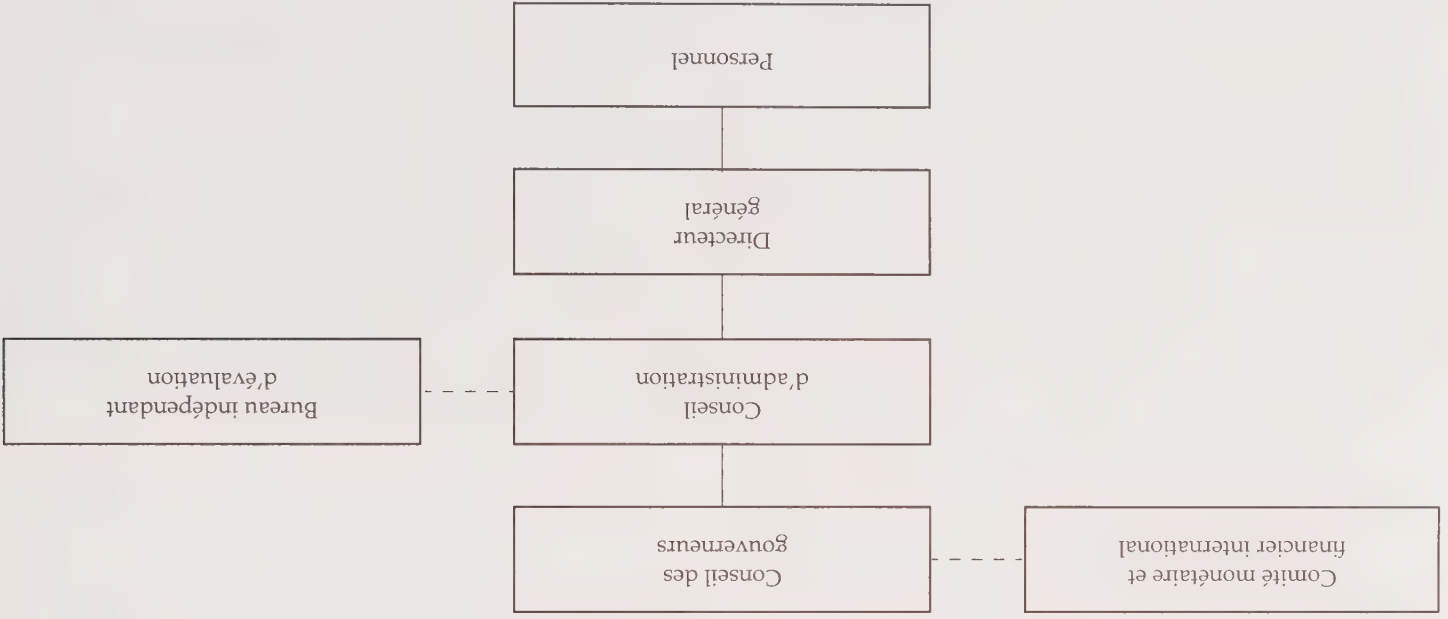 Comité monétaire et
financier international
Conseil des
gouverneurs
Conseil
d'administration
Bureau indépendant
d'évaluation
Directeur
général
Personnel